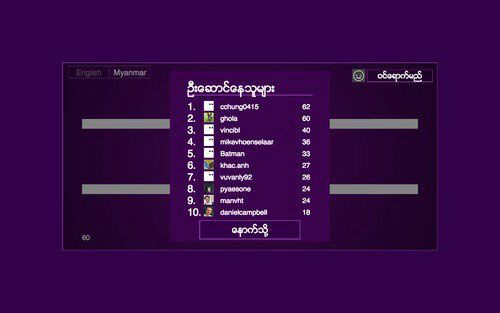 English Myanmar
ဝင်ရောက်မည်
ဦးဆောင်နေသူများ
1. cchung0415 62
2. ghola 60
3. vincibl 40
4. mikevhoenselaar 36
5. Batman 33
6. khac.anh 27
7. vuvanly92 26
8. pyaesone 24
9. manvht 24
10. danielcampbell 18
နောက်သို့
60